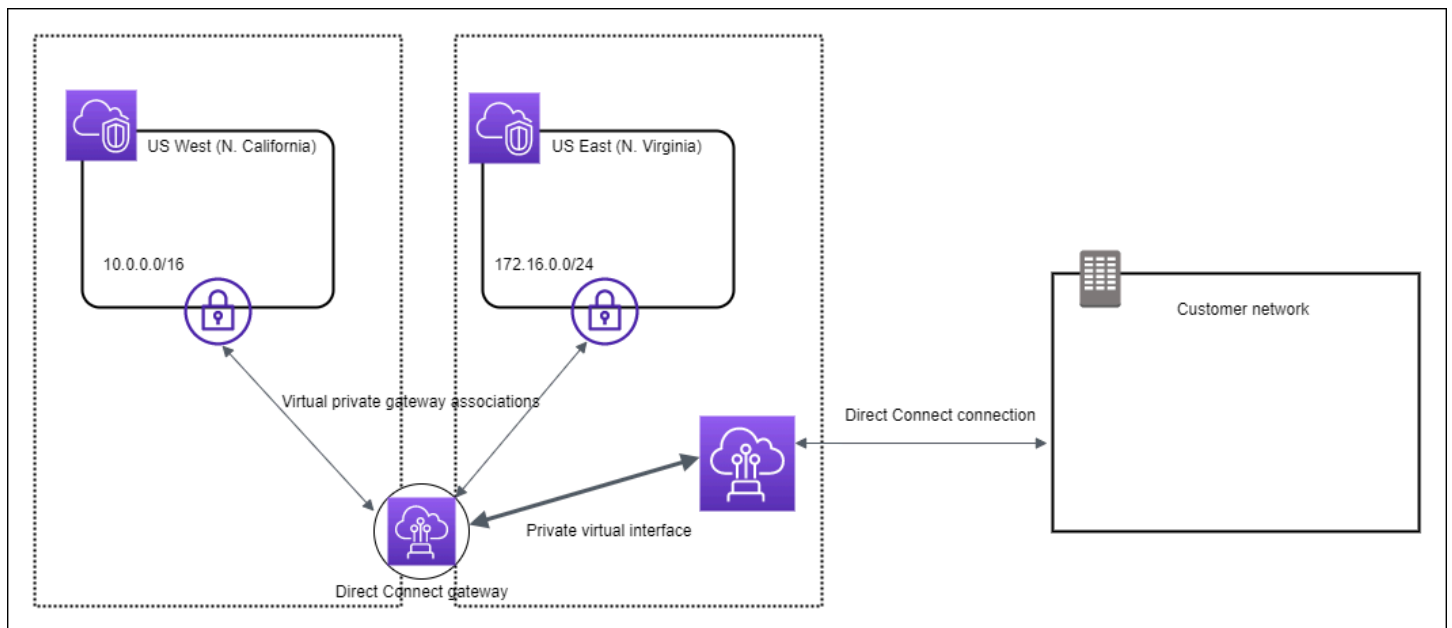 US West (N. California)
US East (N. Virginia)
10.0.0.0/16
172.16.0.0/24
Customer network
Virtual private gateway associations
Direct Connect connection
Private virtual interface
Direct Connect gateway